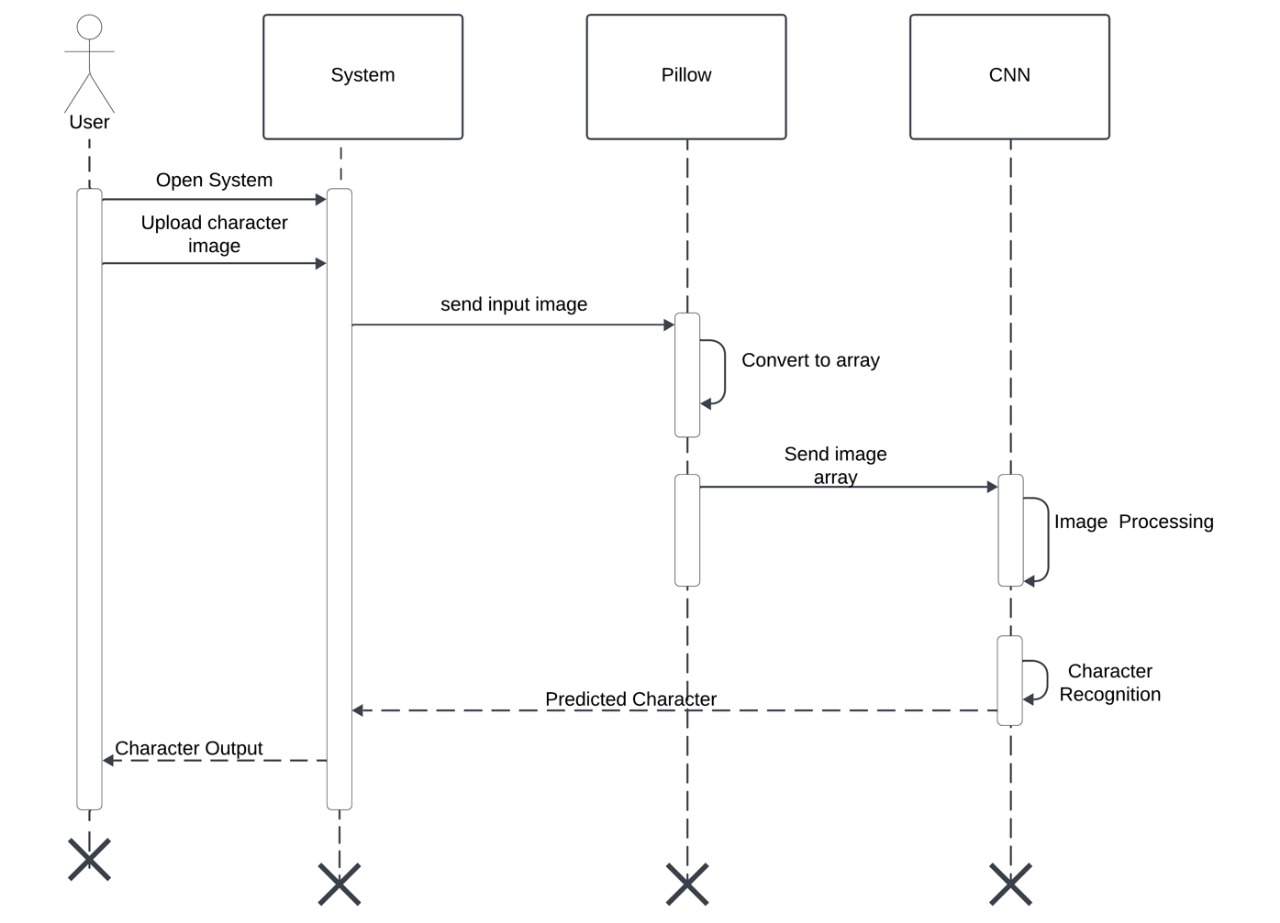 System
Pillow
CNN
User
Open System
Upload character
image
send input image
Convert to array
Send image
array
Image  Processing
Character
Recognition
Predicted Character
Character Output